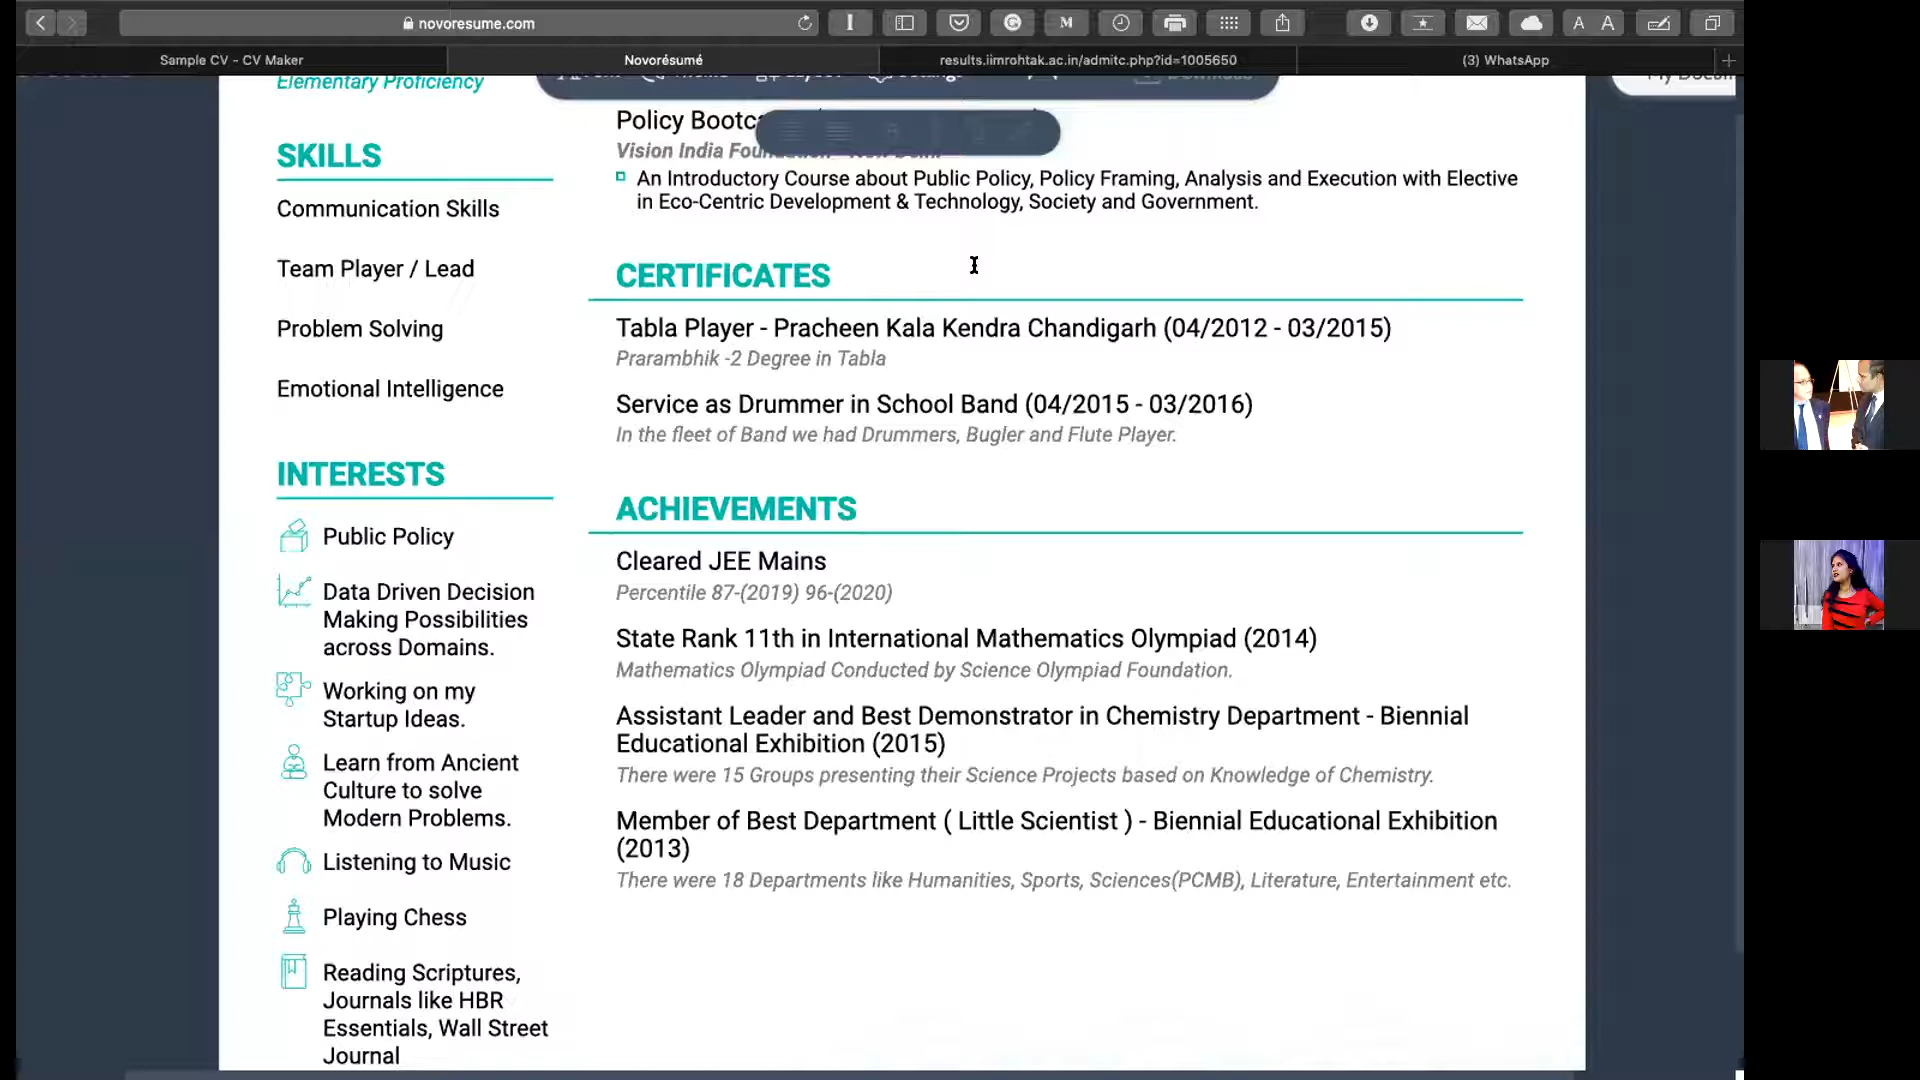 novoresume.com
Sample CV - CV Maker
Novorésumé
results.iimrohtak.ac.in/admitc.php?id=1005650
(3) WhatsApp
Elementary Proficiency
SKILLS
Communication Skills
Team Player / Lead
Problem Solving
Emotional Intelligence
INTERESTS
Public Policy
Data Driven Decision
Making Possibilities
across Domains.
Working on my
Startup Ideas.
Learn from Ancient
Culture to solve
Modern Problems.
Listening to Music
Playing Chess
Reading Scriptures,
Journals like HBR
Essentials, Wall Street
Journal
Policy
Vision India
An Introductory Course about Public Policy, Policy Framing, Analysis and Execution with Elective
in Eco-Centric Development & Technology, Society and Government.
CERTIFICATES
Tabla Player - Pracheen Kala Kendra Chandigarh (04/2012 - 03/2015)
Prarambhik -2 Degree in Tabla
Service as Drummer in School Band (04/2015 - 03/2016)
In the fleet of Band we had Drummers, Bugler and Flute Player.
ACHIEVEMENTS
Cleared JEE Mains
Percentile 87-(2019) 96-(2020)
State Rank 11th in International Mathematics Olympiad (2014)
Mathematics Olympiad Conducted by Science Olympiad Foundation.
Assistant Leader and Best Demonstrator in Chemistry Department - Biennial
Educational Exhibition (2015)
There were 15 Groups presenting their Science Projects based on Knowledge of Chemistry.
Member of Best Department ( Little Scientist ) - Biennial Educational Exhibition
(2013)
There were 18 Departments like Humanities, Sports, Sciences(PCMB), Literature, Entertainment etc.